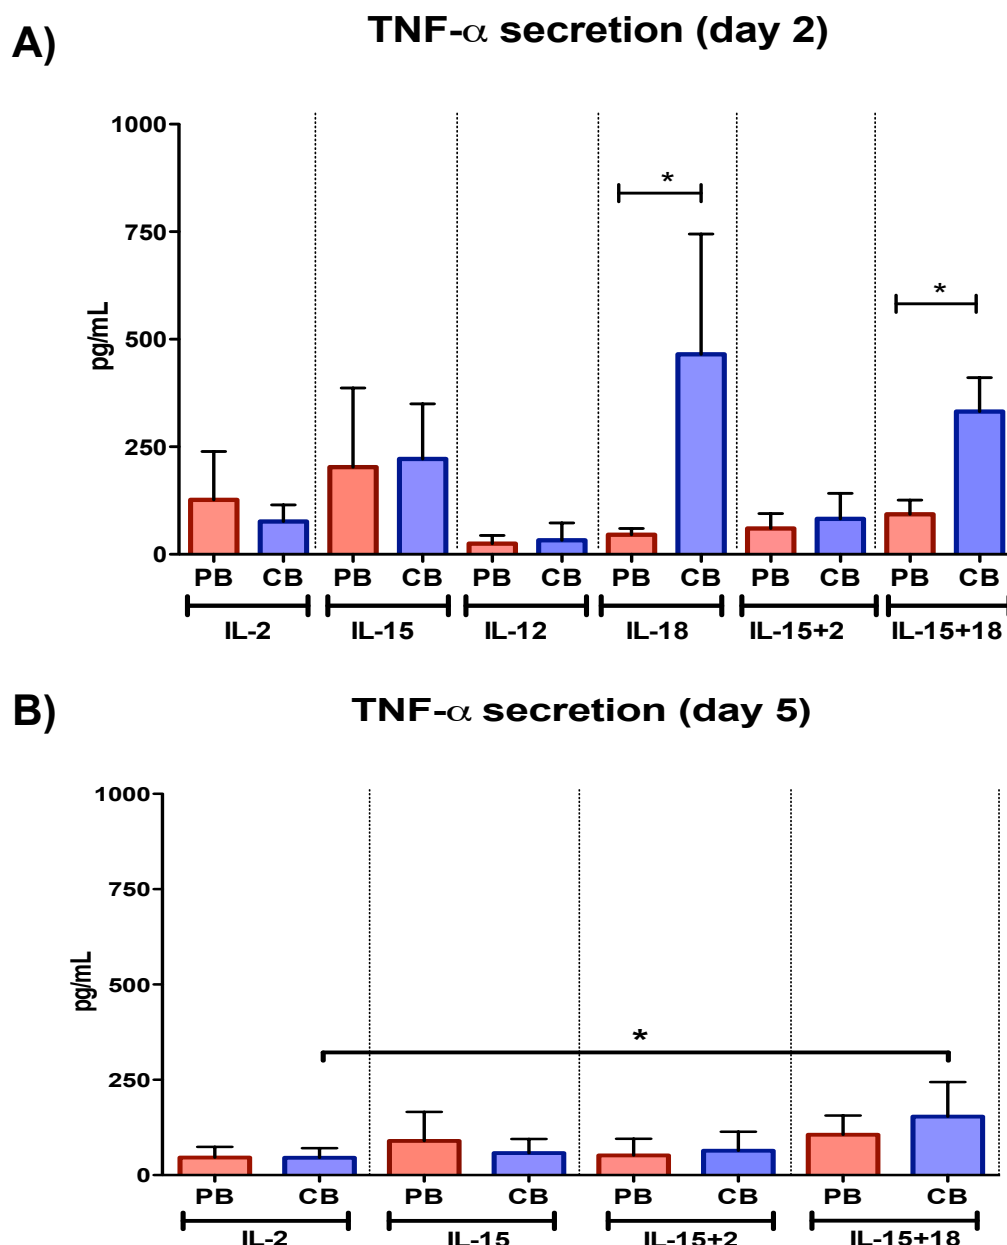 A)
TNF-α secretion (day 2)
1000
750
500
250
0
pg/mL
*
*
PB CB PB CB PB CB PB CB PB CB PB CB
IL-2 IL-15 IL-12 IL-18 IL-15+2 IL-15+18
B)
TNF-α secretion (day 5)
1000
750
500
250
0
pg/mL
*
PB CB PB CB PB CB PB CB
IL-2 IL-15 IL-15+2 IL-15+18